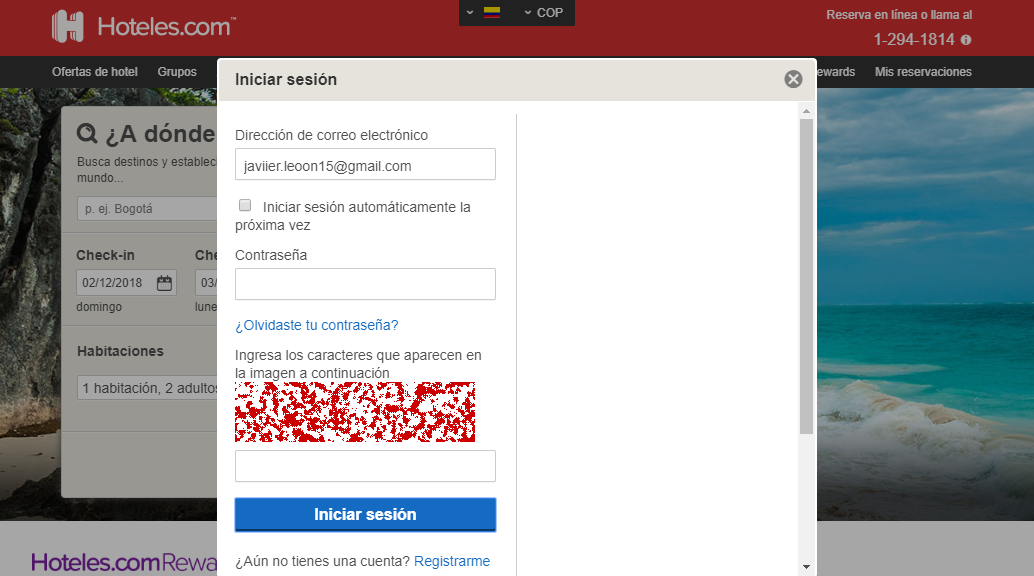 Hoteles.com™
COP
Reserva en línea o llama al
1-294-1814
Ofertas de hotel
Grupos
ewards
Mis reservaciones
Iniciar sesión
¿A dónde
Busca destinos y establec
mundo...
p. ej. Bogotá
Check-in
Che
02/12/2018
03/
domingo
lune
Habitaciones
1 habitación, 2 adultos
Dirección de correo electrónico
javiier.leoon15@gmail.com
Iniciar sesión automáticamente la
próxima vez
Contraseña
¿Olvidaste tu contraseña?
Ingresa los caracteres que aparecen en
la imagen a continuación
Iniciar sesión
¿Aún no tienes una cuenta? Registrarme
Hoteles.com Rewa